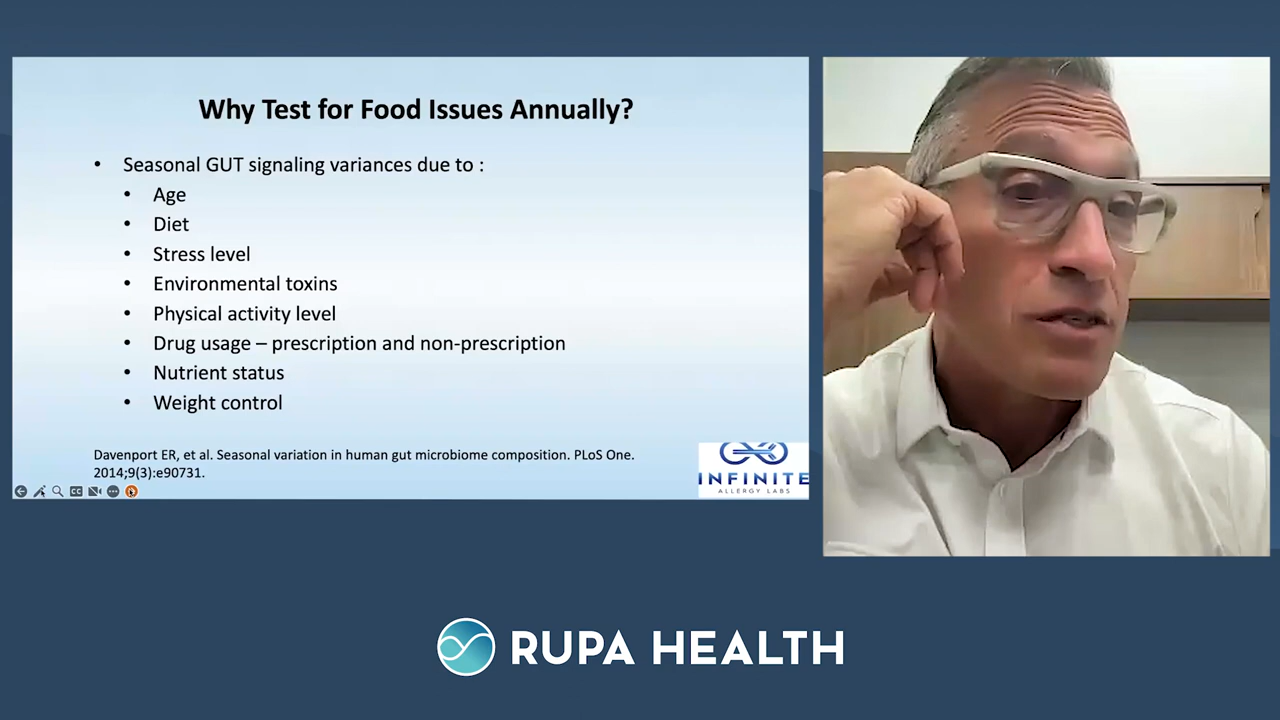 Why Test for Food Issues Annually?
• Seasonal GUT signaling variances due to :
• Age
• Diet
• Stress level
• Environmental toxins
• Physical activity level
• Drug usage – prescription and non-prescription
• Nutrient status
• Weight control
Davenport ER, et al. Seasonal variation in human gut microbiome composition. PLoS One.
2014;9(3):e90731.
INFINITE
ALLERGY LABS
CC
RUPA HEALTH